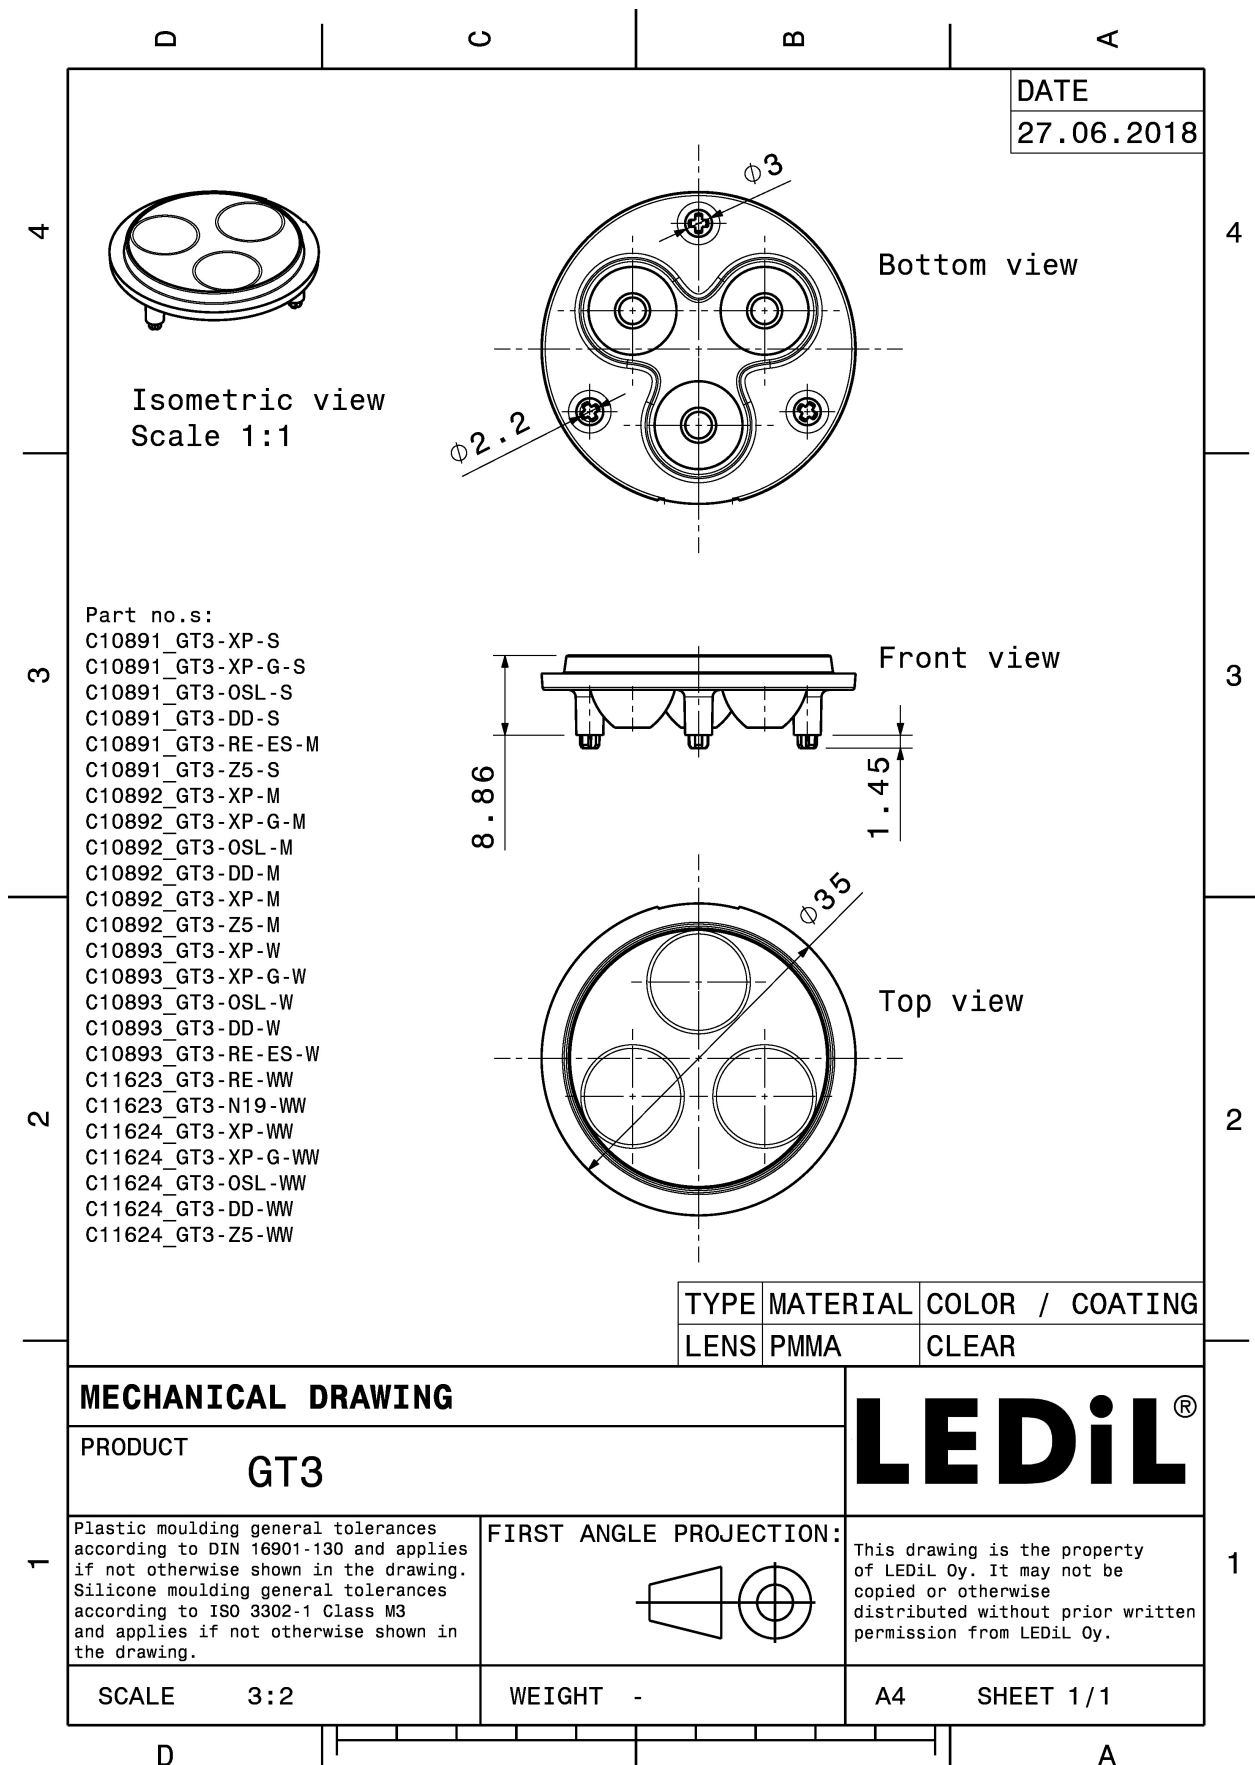 D
C
B
A
DATE
27.06.2018
4
4
⌀3
Bottom view
Isometric view
Scale 1:1
⌀2.2
3
3
Part no.s:
C10891_GT3-XP-S
C10891_GT3-XP-G-S
C10891_GT3-OSL-S
C10891_GT3-DD-S
C10891_GT3-RE-ES-M
C10891_GT3-Z5-S
C10892_GT3-XP-M
C10892_GT3-XP-G-M
C10892_GT3-OSL-M
C10892_GT3-DD-M
C10892_GT3-XP-M
C10892_GT3-Z5-M
C10893_GT3-XP-W
C10893_GT3-XP-G-W
C10893_GT3-OSL-W
C10893_GT3-DD-W
C10893_GT3-RE-ES-W
C11623_GT3-RE-WW
C11623_GT3-N19-WW
C11624_GT3-XP-WW
C11624_GT3-XP-G-WW
C11624_GT3-OSL-WW
C11624_GT3-DD-WW
C11624_GT3-Z5-WW
Front view
8.86
1.45
⌀35
Top view
2
2
TYPE MATERIAL COLOR / COATING
LENS PMMA CLEAR
MECHANICAL DRAWING
PRODUCT
GT3
LEDiL®
1
1
Plastic moulding general tolerances
according to DIN 16901-130 and applies
if not otherwise shown in the drawing.
Silicone moulding general tolerances
according to ISO 3302-1 Class M3
and applies if not otherwise shown in
the drawing.
FIRST ANGLE PROJECTION:
This drawing is the property
of LEDiL Oy. It may not be
copied or otherwise
distributed without prior written
permission from LEDiL Oy.
SCALE 3:2
WEIGHT -
A4 SHEET 1/1
D
A